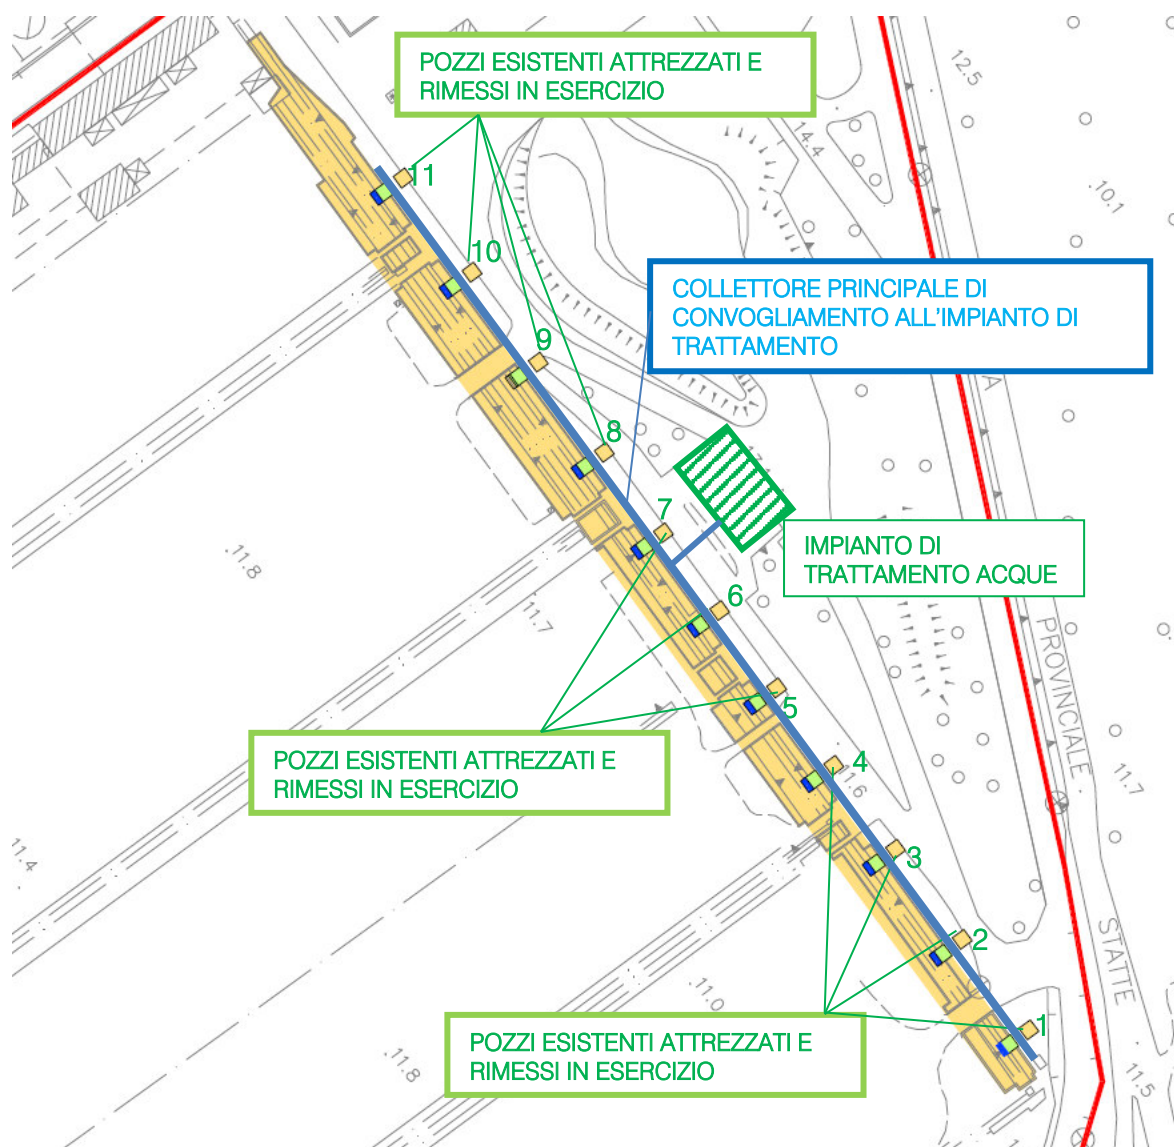 POZZI ESISTENTI ATTREZZATI E
RIMESSI IN ESERCIZIO
12.5
14.4
.10.1
11
10
COLLETTORE PRINCIPALE DI
CONVOGLIAMENTO ALL'IMPIANTO DI
TRATTAMENTO
9
8
7
IMPIANTO DI
TRATTAMENTO ACQUE
.11.8
.11.7
6
PROVINCIALE
5
POZZI ESISTENTI ATTREZZATI E
RIMESSI IN ESERCIZIO
4
11.6
.11.7
11.4
3
2
STATTE
.11.0
1
POZZI ESISTENTI ATTREZZATI E
RIMESSI IN ESERCIZIO
.11.8
.11.5